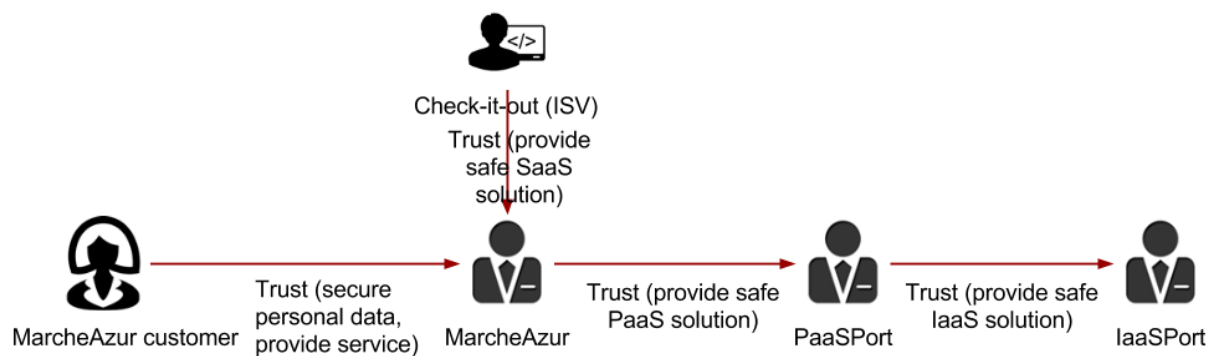 </>
Check-it-out (ISV)
Trust (provide
safe SaaS
solution)
Trust (secure
personal data,
provide service)
Trust (provide safe
PaaS solution)
Trust (provide safe
IaaS solution)
MarcheAzur customer
MarcheAzur
PaaSPort
IaaSPort